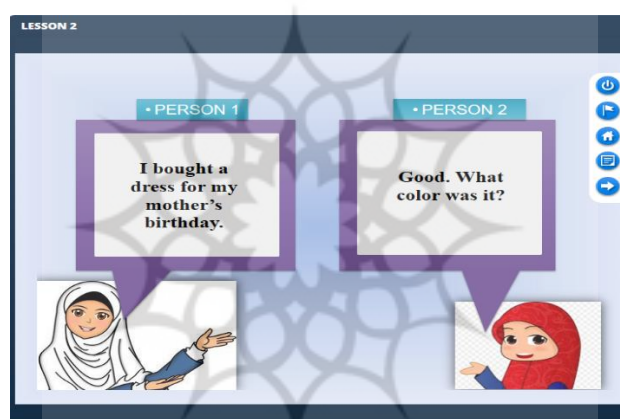 LESSON 2
• PERSON 1
I bought a
dress for my
mother's
birthday.
• PERSON 2
Good. What
color was it?